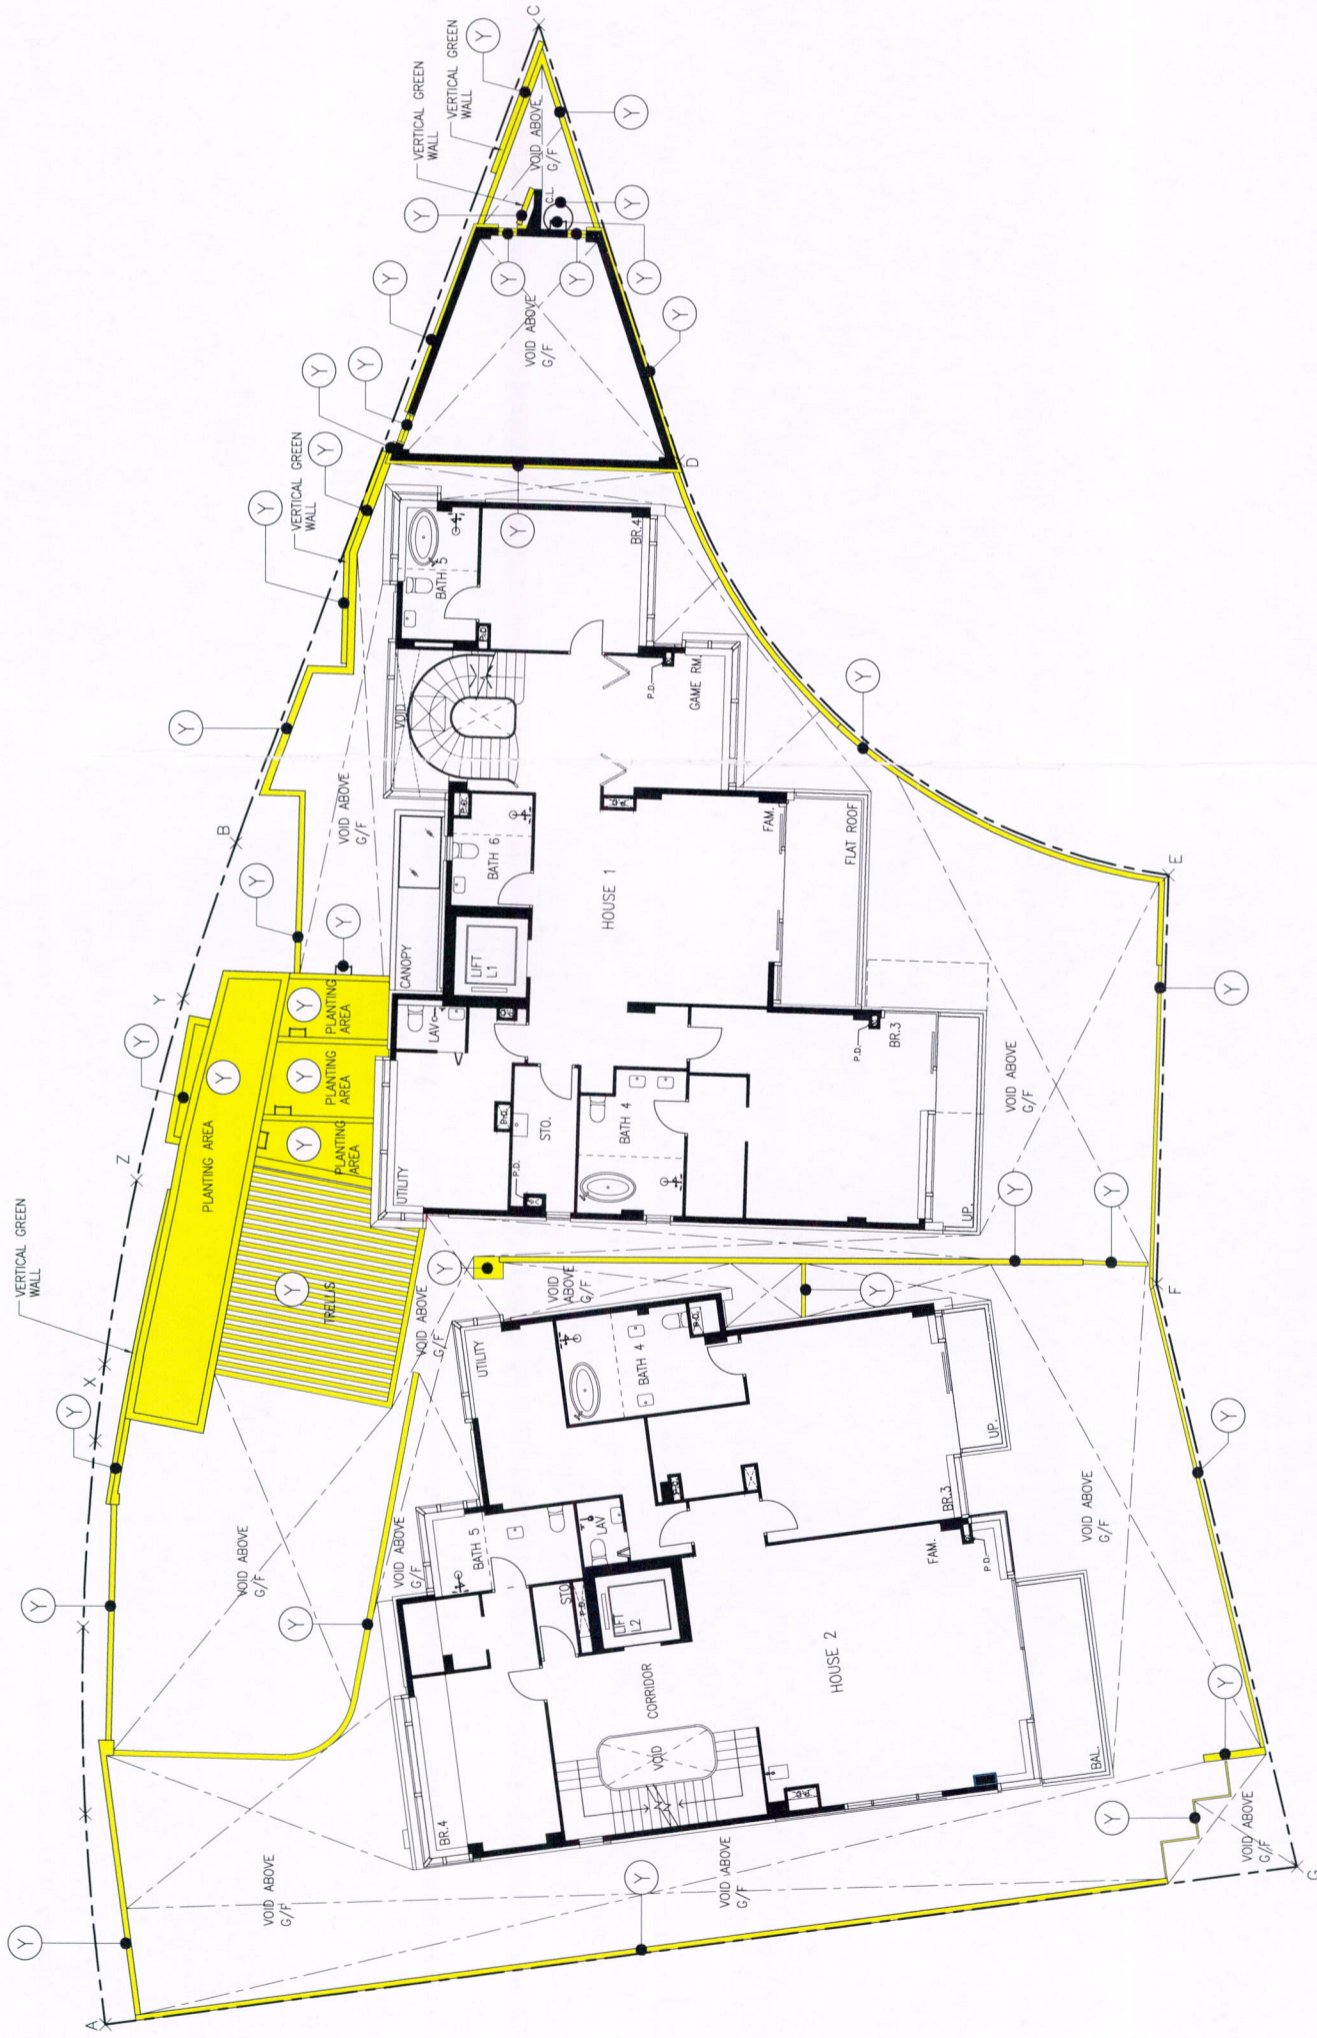 A
Y
Y
Y
VERTICAL GREEN
WALL
X
Z
Y
B
Y
Y
Y
Y
VERTICAL GREEN
WALL
Y
Y
Y
Y
VERTICAL GREEN
WALL
VERTICAL GREEN
WALL
Y
C
PLANTING AREA
Y
Y
PLANTING
AREA
Y
PLANTING
AREA
Y
PLANTING
AREA
Y
TRELLIS
Y
VOID ABOVE
G/F
VOID ABOVE
G/F
VOID ABOVE
G/F
Y
VOID ABOVE
G/F
VOID ABOVE
G/F
Y
VOID ABOVE
G/F
Y
Y
VOID ABOVE
G/F
C.L.
Y
Y
Y
Y
Y
D
Y
CANOPY
VOID
BATH 5
BR.4
P.D.
P.D.
BATH 6
LIFT
L1
LAV
UTILITY
P.D.
P.D.
STO.
BATH 4
HOUSE 1
P.D.
GAME RM.
FAM.
FLAT ROOF
P.D.
BR.3
U.P.
VOID ABOVE
G/F
Y
E
Y
Y
Y
Y
F
VOID
ABOVE
G/F
Y
UTILITY
BATH 4
P.D.
BATH 5
LAV
STO.
P.D.
P.D.
LIFT
L2
CORRIDOR
VOID
BR.4
HOUSE 2
FAM.
BR.3
P.D.
U.P.
BAL.
VOID ABOVE
G/F
Y
Y
Y
VOID ABOVE
G/F
G
VOID ABOVE
G/F
Y